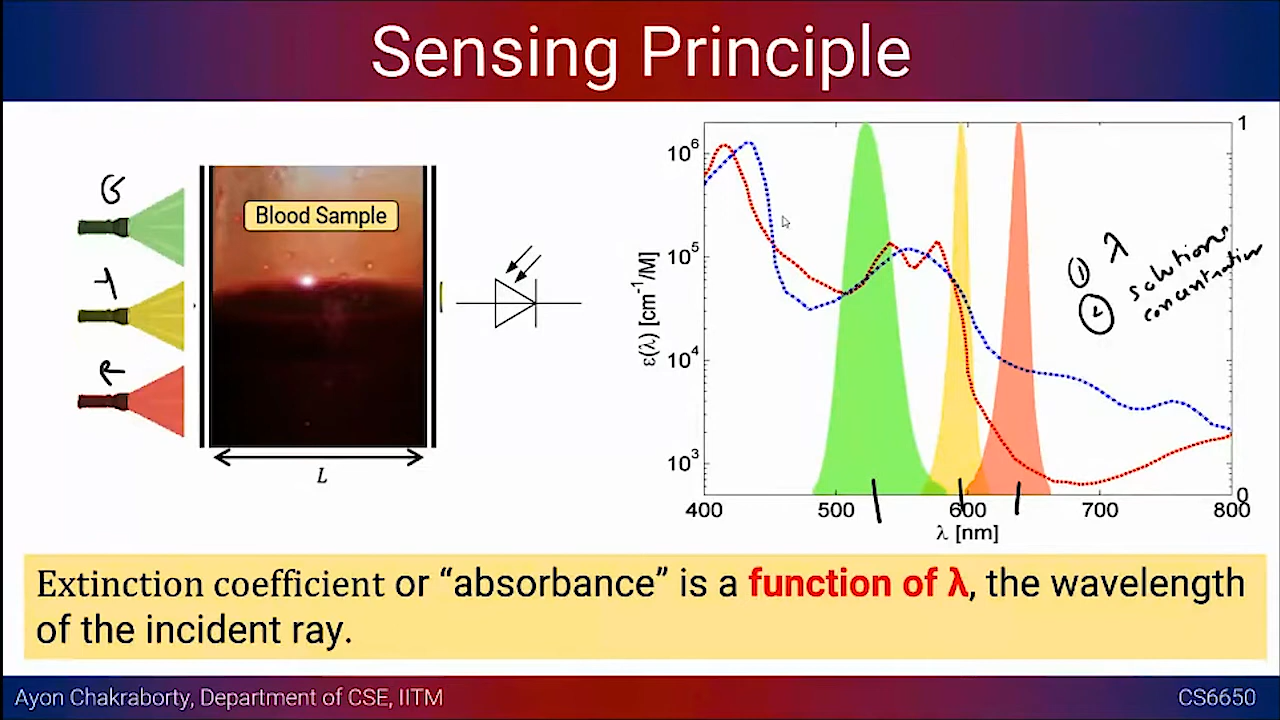 Sensing Principle
G
Y
R
Blood Sample
L
10⁶
10⁵
10⁴
10³
ε(λ) [cm⁻¹/M]
400 500 600 700 800
λ [nm]
1
0
① λ
② solution
concentration
Extinction coefficient or “absorbance” is a function of λ, the wavelength
of the incident ray.
Ayon Chakraborty, Department of CSE, IITM
CS6650